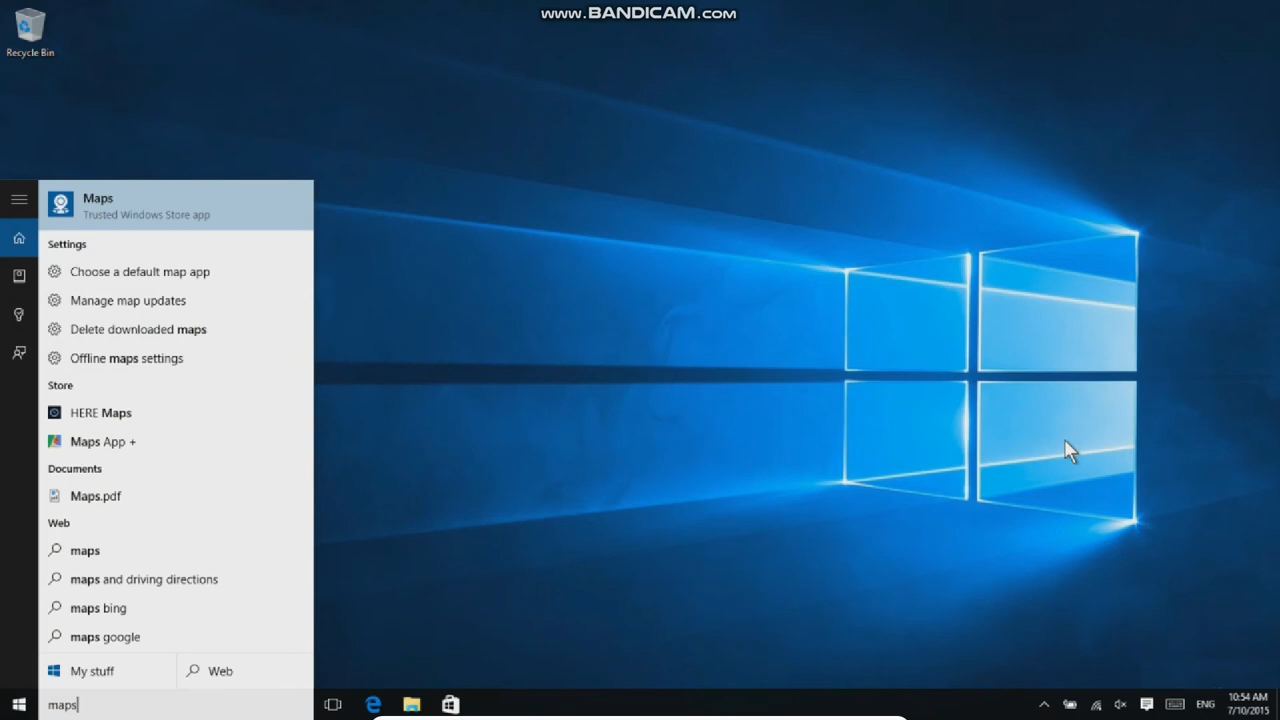 www.BANDICAM.com
Recycle Bin
Maps
Trusted Windows Store app
Settings
Choose a default map app
Manage map updates
Delete downloaded maps
Offline maps settings
Store
HERE Maps
Maps App +
Documents
Maps.pdf
Web
maps
maps and driving directions
maps bing
maps google
My stuff
Web
maps
ENG
10:54 AM
7/10/2015